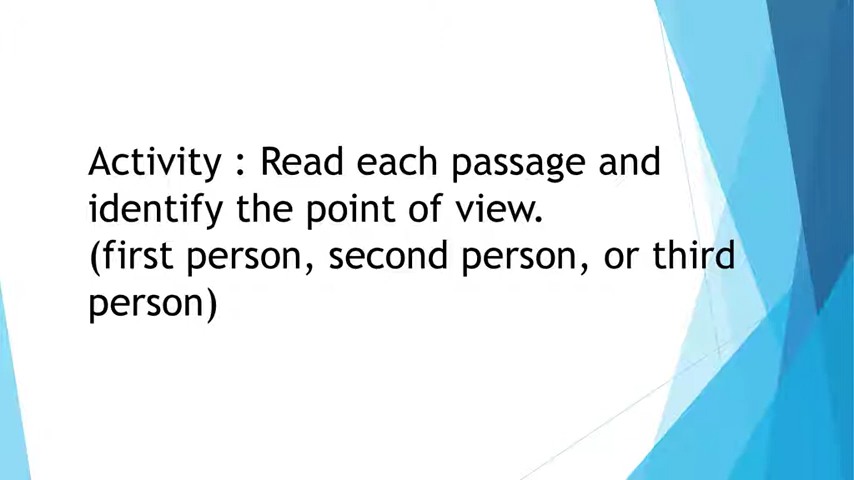 Activity : Read each passage and
identify the point of view.
(first person, second person, or third
person)